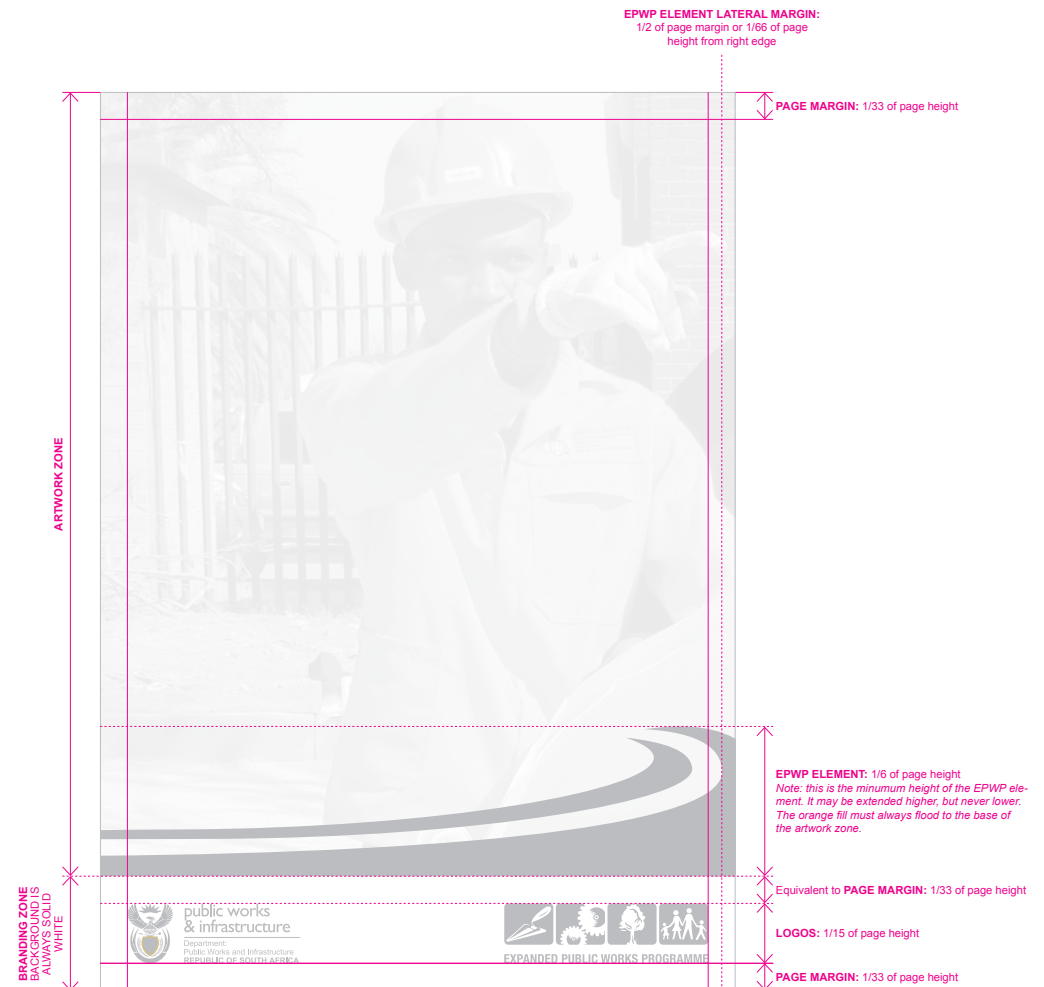 EPWP ELEMENT LATERAL MARGIN:
1/2 of page margin or 1/66 of page
height from right edge
PAGE MARGIN: 1/33 of page height
ARTWORK ZONE
EPWP ELEMENT: 1/6 of page height
Note: this is the minumum height of the EPWP ele-
ment. It may be extended higher, but never lower.
The orange fill must always flood to the base of
the artwork zone.
BRANDING ZONE
BACKGROUND IS
ALWAYS SOLID
WHITE
Equivalent to PAGE MARGIN: 1/33 of page height
public works
& infrastructure
Department:
Public Works and Infrastructure
REPUBLIC OF SOUTH AFRICA
EXPANDED PUBLIC WORKS PROGRAMME
LOGOS: 1/15 of page height
PAGE MARGIN: 1/33 of page height